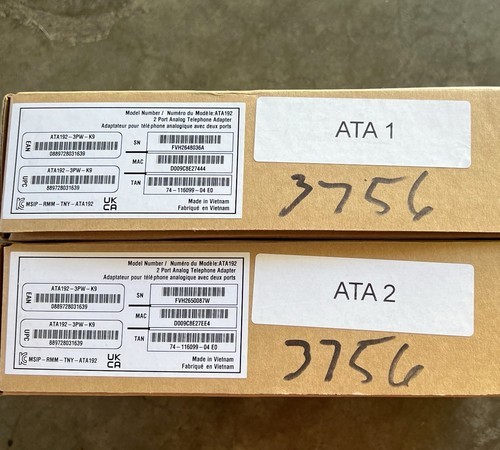 Model Number / Numéro du Modèle:ATA192
2 Port Analog Telephone Adapter
Adaptateur pour téléphone analogique avec deux ports
ATA192-3PW-K9
EAN
0889728031639
SN
FVH2648036A
MAC
D009C8E27444
ATA192-3PW-K9
UPC
889728031639
TAN
74-116099-04 E0
MSIP-RMM-TNY-ATA192
UK
CA
Made in Vietnam
Fabriqué en Vietnam
ATA 1
3756
Model Number / Numéro du Modèle:ATA192
2 Port Analog Telephone Adapter
Adaptateur pour téléphone analogique avec deux ports
ATA192-3PW-K9
EAN
0889728031639
SN
FVH2650087W
MAC
D009C8E27EE4
ATA192-3PW-K9
UPC
889728031639
TAN
74-116099-04 E0
MSIP-RMM-TNY-ATA192
UK
CA
Made in Vietnam
Fabriqué en Vietnam
ATA 2
3756